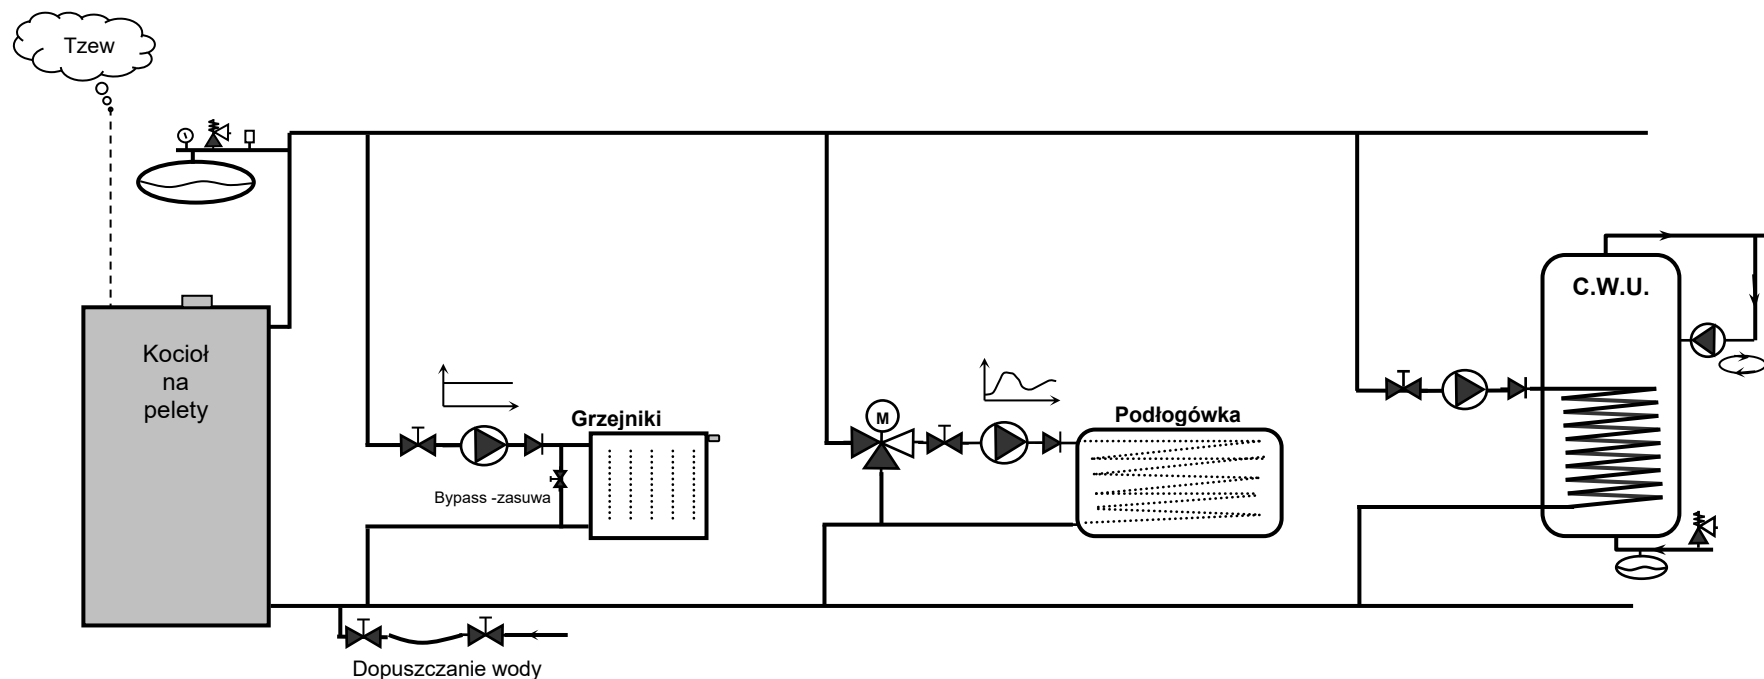 Tzew
Kocioł
na
pelety
Grzejniki
Bypass -zasuwa
M
Podłogówka
C.W.U.
Dopuszczanie wody